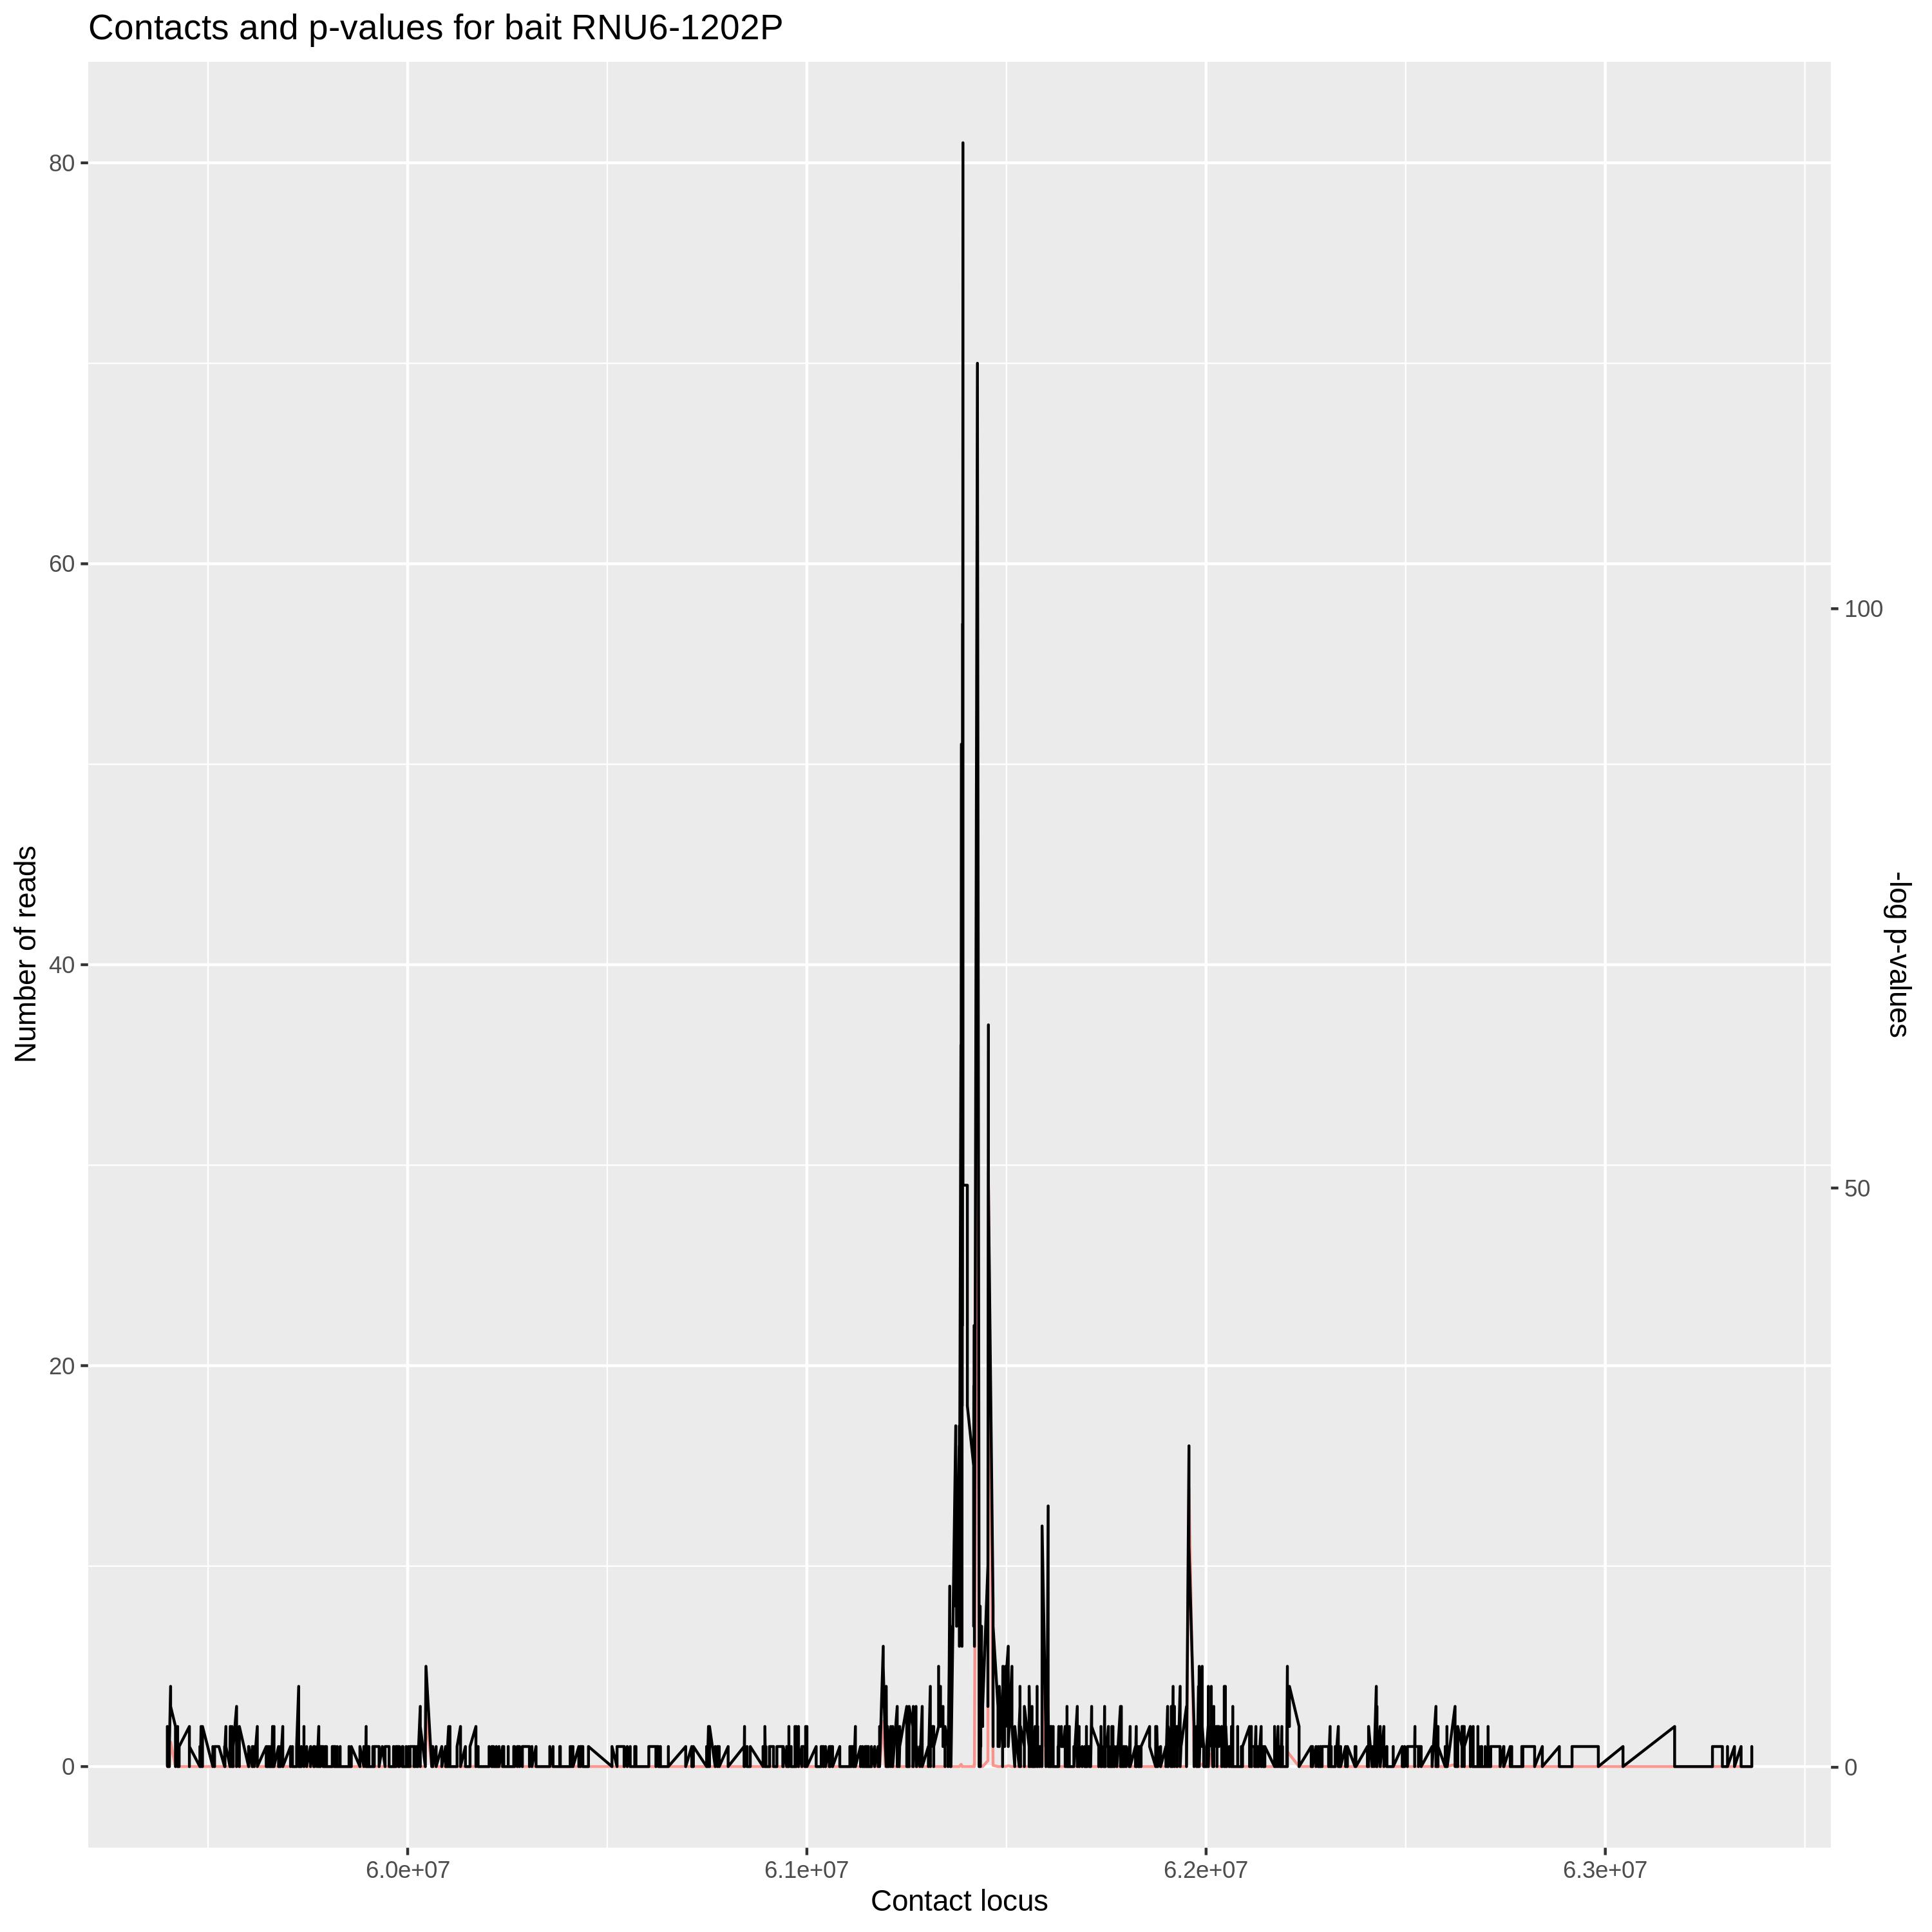 Contacts and p-values for bait RNU6-1202P
80
60
40
20
0
Number of reads
100
50
0
-log p-values
6.0e+07
6.1e+07
6.2e+07
6.3e+07
Contact locus